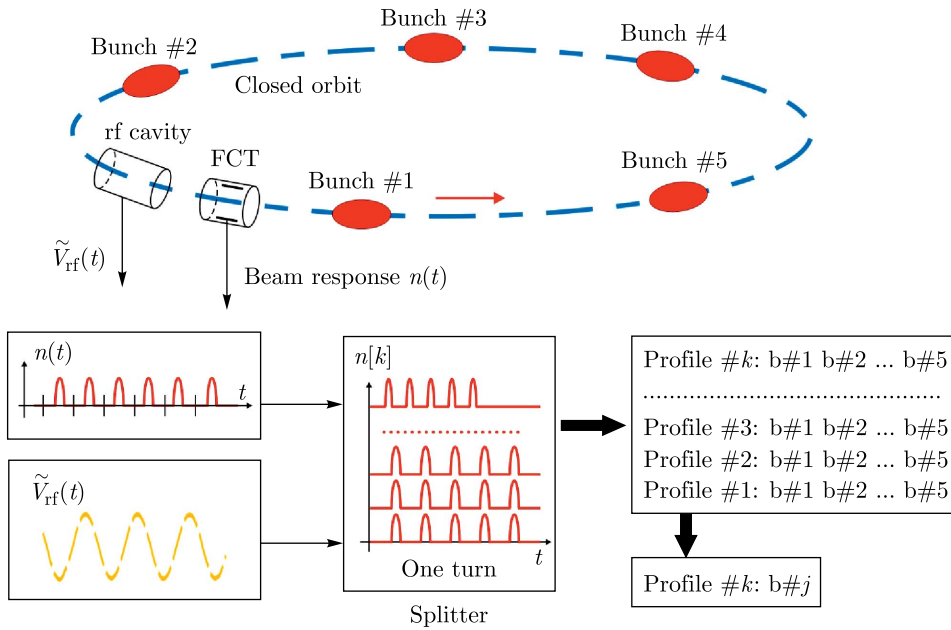 Bunch #3
Bunch #2
Bunch #4
Closed orbit
rf cavity
FCT
Bunch #1
Bunch #5
Ṽrf(t)
Beam response n(t)
n(t)
t
Ṽrf(t)
n[k]
t
One turn
Splitter
Profile #k: b#1 b#2 ... b#5
Profile #3: b#1 b#2 ... b#5
Profile #2: b#1 b#2 ... b#5
Profile #1: b#1 b#2 ... b#5
Profile #k: b#j